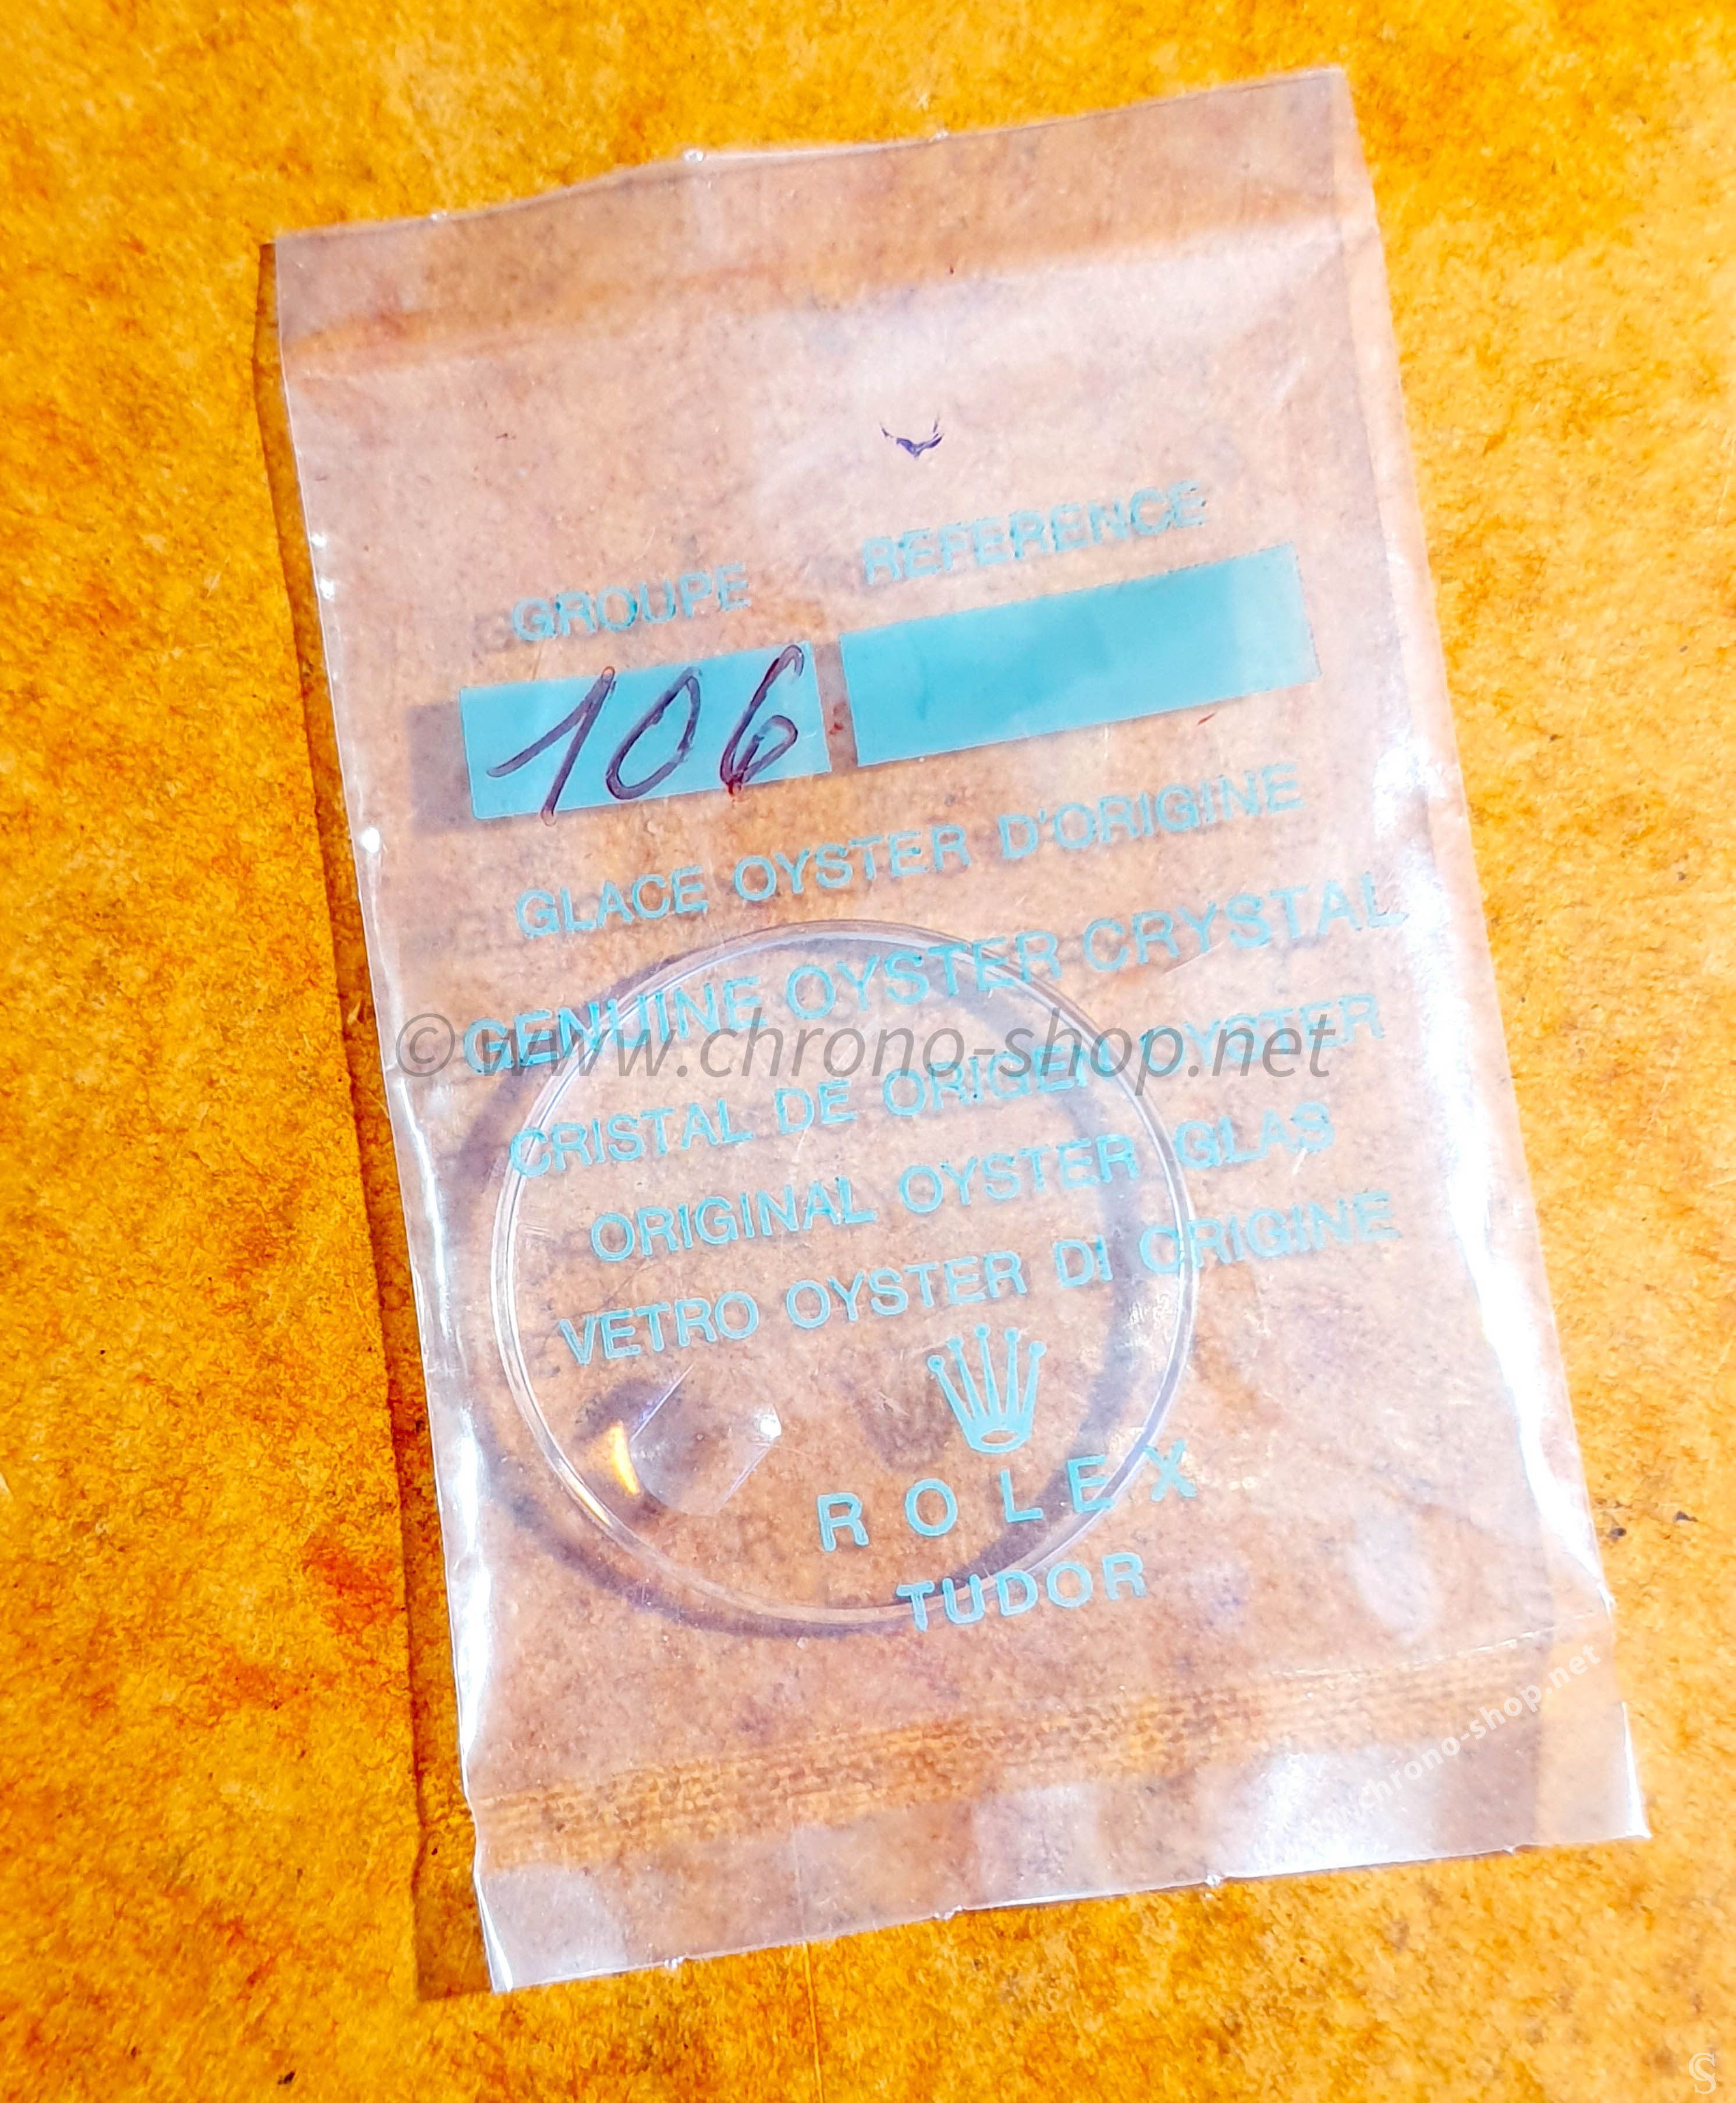 GROUPE REFERENCE
106
GLACE OYSTER D'ORIGINE
GENUINE OYSTER CRYSTAL
©www.chrono-shop.net
CRISTAL DE ORIGEN OYSTER
ORIGINAL OYSTER GLAS
VETRO OYSTER DI ORIGINE
ROLEX
TUDOR
www.chrono-shop.net